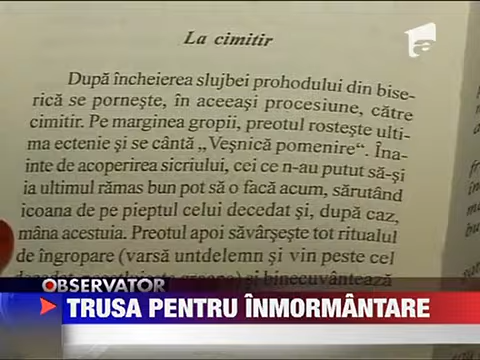 La cimitir
După încheierea slujbei prohodului din bise-
rică se pornește, în aceeași procesiune, către
cimitir. Pe marginea gropii, preotul rostește ulti-
ma ectenie și se cântă „Veșnică pomenire“. Îna-
inte de acoperirea sicriului, cei ce n-au putut să-și
ia ultimul rămas bun pot să o facă acum, sărutând
icoana de pe pieptul celui decedat și, după caz,
mâna acestuia. Preotul apoi săvârșește tot ritualul
de îngropare (varsă untdelemn și vin peste cel
și binecuvântează
OBSERVATOR
TRUSA PENTRU ÎNMORMÂNTARE